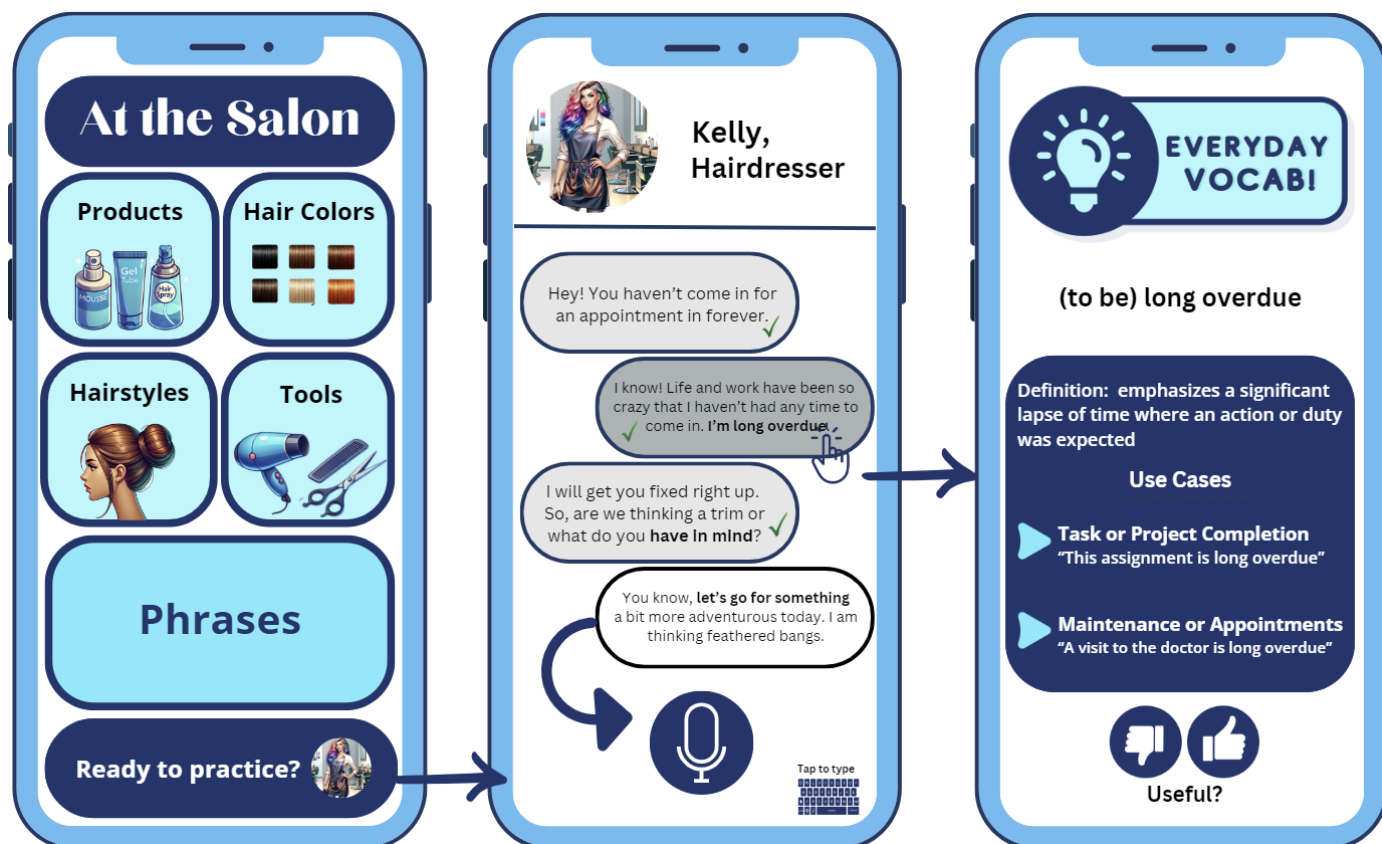 At the Salon
Products
MOUSSE
Gel
Tube
Hair
Spray
Hair Colors
Hairstyles
Tools
Phrases
Ready to practice?
Kelly,
Hairdresser
Hey! You haven’t come in for
an appointment in forever.
I know! Life and work have been so
crazy that I haven’t had any time to
come in. I’m long overdue.
I will get you fixed right up.
So, are we thinking a trim or
what do you have in mind?
You know, let’s go for something
a bit more adventurous today. I am
thinking feathered bangs.
Tap to type
EVERYDAY
VOCAB!
(to be) long overdue
Definition: emphasizes a significant
lapse of time where an action or duty
was expected
Use Cases
Task or Project Completion
“This assignment is long overdue”
Maintenance or Appointments
“A visit to the doctor is long overdue”
Useful?